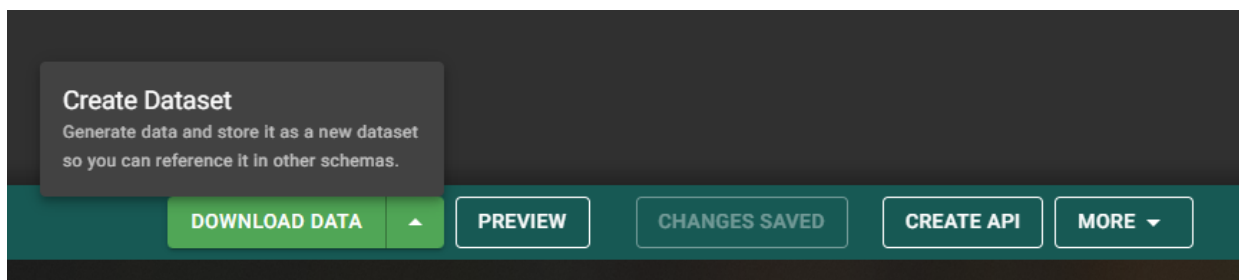 Create Dataset
Generate data and store it as a new dataset
so you can reference it in other schemas.
DOWNLOAD DATA PREVIEW CHANGES SAVED CREATE API MORE